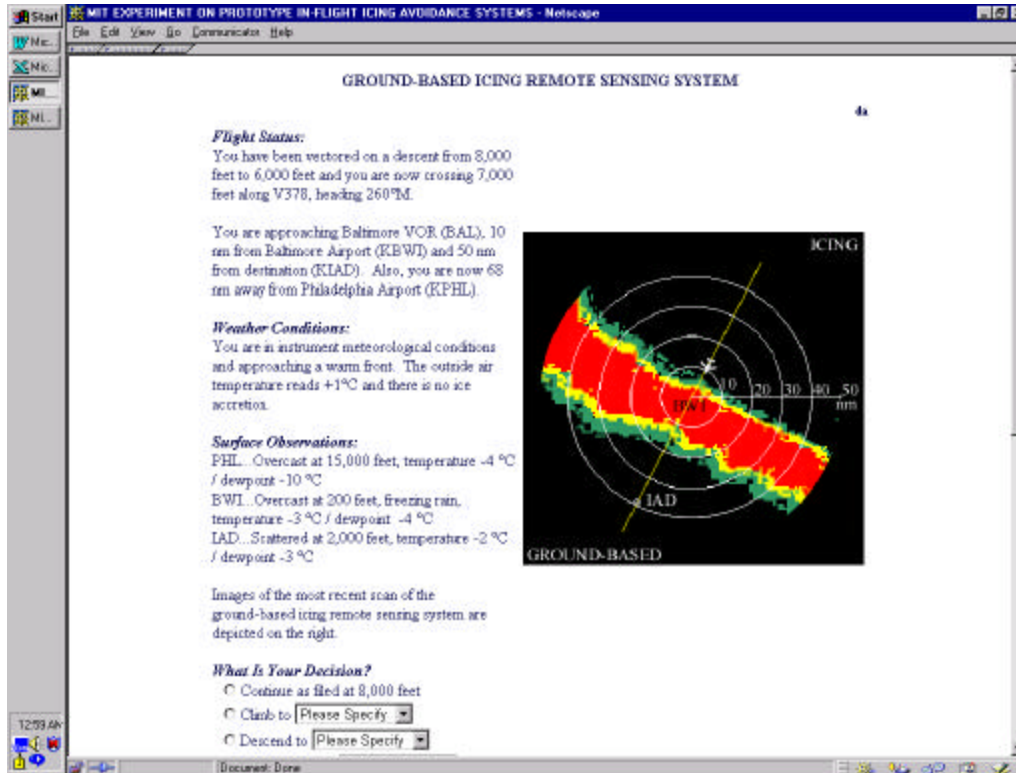 Start
MIT EXPERIMENT ON PROTOTYPE IN-FLIGHT ICING AVOIDANCE SYSTEMS - Netscape
File Edit View Go Communicator Help
Mic...
Mic...
MI...
MI...
GROUND-BASED ICING REMOTE SENSING SYSTEM
4a
Flight Status:
You have been vectored on a descent from 8,000
feet to 6,000 feet and you are now crossing 7,000
feet along V378, heading 260°M.
You are approaching Baltimore VOR (BAL), 10
nm from Baltimore Airport (KBWI) and 50 nm
from destination (KIAD). Also, you are now 68
nm away from Philadelphia Airport (KPHL).
Weather Conditions:
You are in instrument meteorological conditions
and approaching a warm front. The outside air
temperature reads +1°C and there is no ice
accretion.
Surface Observations:
PHL...Overcast at 15,000 feet, temperature -4 °C
/ dewpoint -10 °C
BWI...Overcast at 200 feet, freezing rain,
temperature -3 °C / dewpoint -4 °C
IAD...Scattered at 2,000 feet, temperature -2 °C
/ dewpoint -3 °C
Images of the most recent scan of the
ground-based icing remote sensing system are
depicted on the right.
ICING
10 20 30 40 50
nm
BWI
IAD
GROUND-BASED
What Is Your Decision?
Continue as filed at 8,000 feet
Climb to Please Specify
Descend to Please Specify
12:59 AM
Document: Done